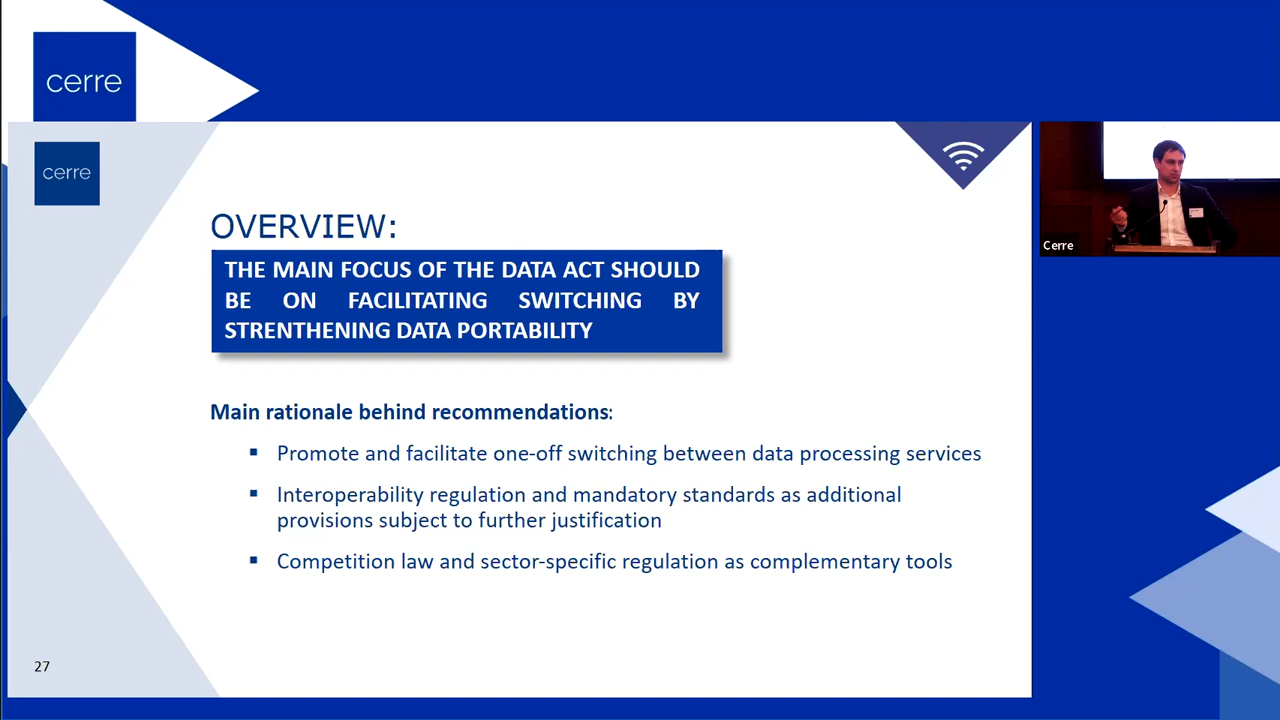 cerre
cerre
OVERVIEW:
THE MAIN FOCUS OF THE DATA ACT SHOULD
BE ON FACILITATING SWITCHING BY
STRENTHENING DATA PORTABILITY
Main rationale behind recommendations:
▪ Promote and facilitate one-off switching between data processing services
▪ Interoperability regulation and mandatory standards as additional
provisions subject to further justification
▪ Competition law and sector-specific regulation as complementary tools
27
Cerre